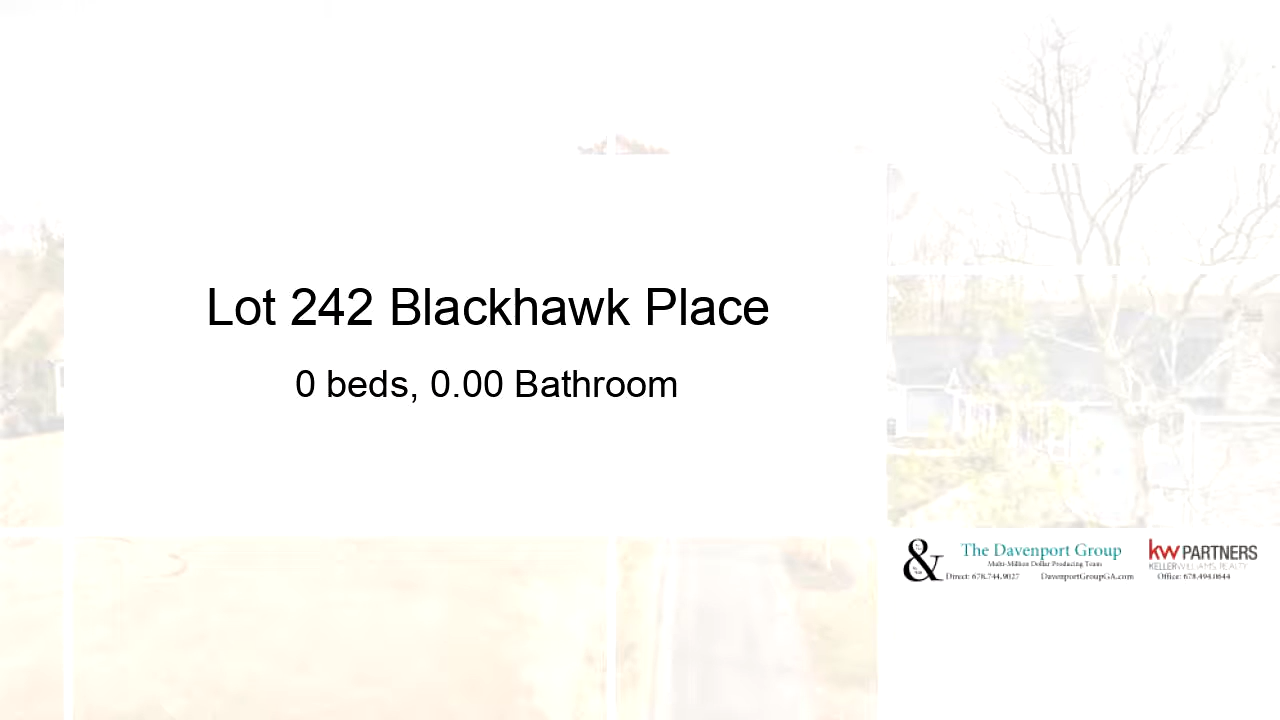 Lot 242 Blackhawk Place
0 beds, 0.00 Bathroom
&
The Davenport Group
Multi-Million Dollar Producing Team
Direct: 678.744.9027 DavenportGroupGA.com
kw PARTNERS
KELLERWILLIAMS. REALTY
Office: 678.494.0644